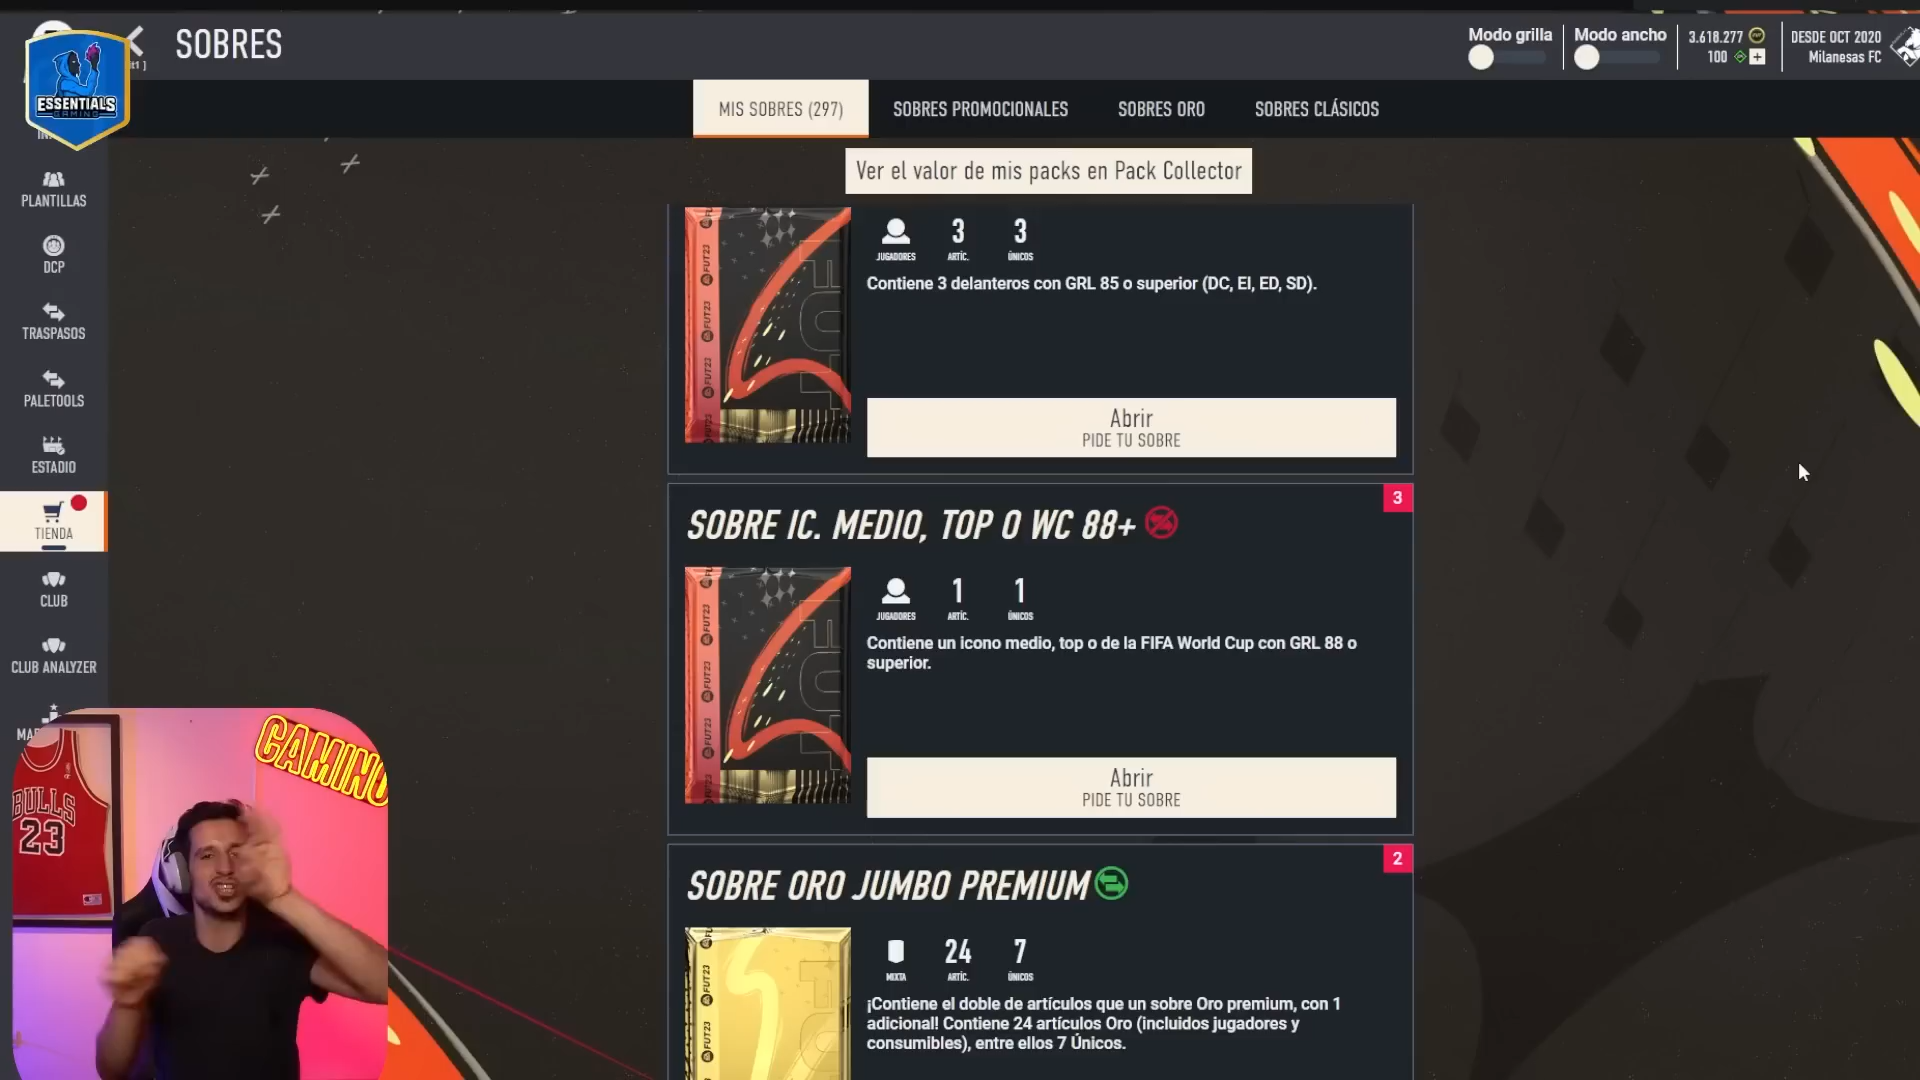 SOBRES
Modo grilla
Modo ancho
3.618.277
100
DESDE OCT 2020
Milanesas FC
ESSENTIALS
GAMING
MIS SOBRES (297)
SOBRES PROMOCIONALES
SOBRES ORO
SOBRES CLÁSICOS
Ver el valor de mis packs en Pack Collector
PLANTILLAS
DCP
TRASPASOS
PALETOOLS
ESTADIO
TIENDA
CLUB
CLUB ANALYZER
3
3
JUGADORES
ARTÍC.
ÚNICOS
Contiene 3 delanteros con GRL 85 o superior (DC, EI, ED, SD).
FUT23
Abrir
PIDE TU SOBRE
3
SOBRE IC. MEDIO, TOP O WC 88+
1
1
JUGADORES
ARTÍC.
ÚNICOS
Contiene un icono medio, top o de la FIFA World Cup con GRL 88 o
superior.
FUT23
Abrir
PIDE TU SOBRE
2
SOBRE ORO JUMBO PREMIUM
24
7
MIXTA
ARTÍC.
ÚNICOS
¡Contiene el doble de artículos que un sobre Oro premium, con 1
adicional! Contiene 24 artículos Oro (incluidos jugadores y
consumibles), entre ellos 7 Únicos.
FUT23
GAMING
BULLS
23